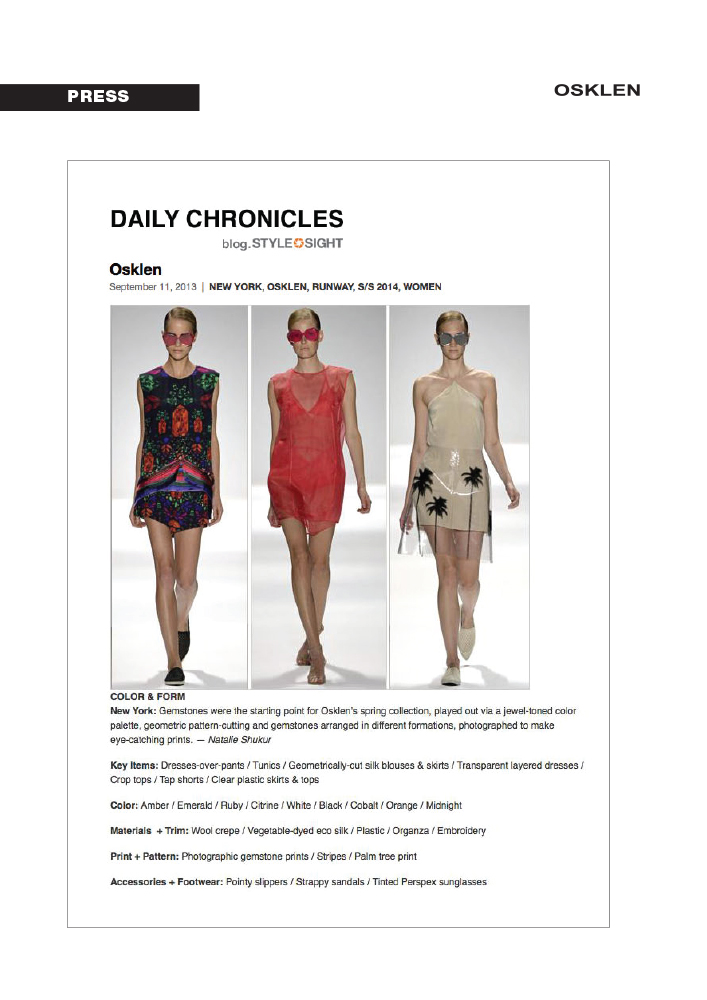 PRESS
OSKLEN
DAILY CHRONICLES
blog.STYLESIGHT
Osklen
September 11, 2013 | NEW YORK, OSKLEN, RUNWAY, S/S 2014, WOMEN
COLOR & FORM
New York: Gemstones were the starting point for Osklen's spring collection, played out via a jewel-toned color
palette, geometric pattern-cutting and gemstones arranged in different formations, photographed to make
eye-catching prints. — Natalie Shukur
Key Items: Dresses-over-pants / Tunics / Geometrically-cut silk blouses & skirts / Transparent layered dresses /
Crop tops / Tap shorts / Clear plastic skirts & tops
Color: Amber / Emerald / Ruby / Citrine / White / Black / Cobalt / Orange / Midnight
Materials + Trim: Wool crepe / Vegetable-dyed eco silk / Plastic / Organza / Embroidery
Print + Pattern: Photographic gemstone prints / Stripes / Palm tree print
Accessories + Footwear: Pointy slippers / Strappy sandals / Tinted Perspex sunglasses